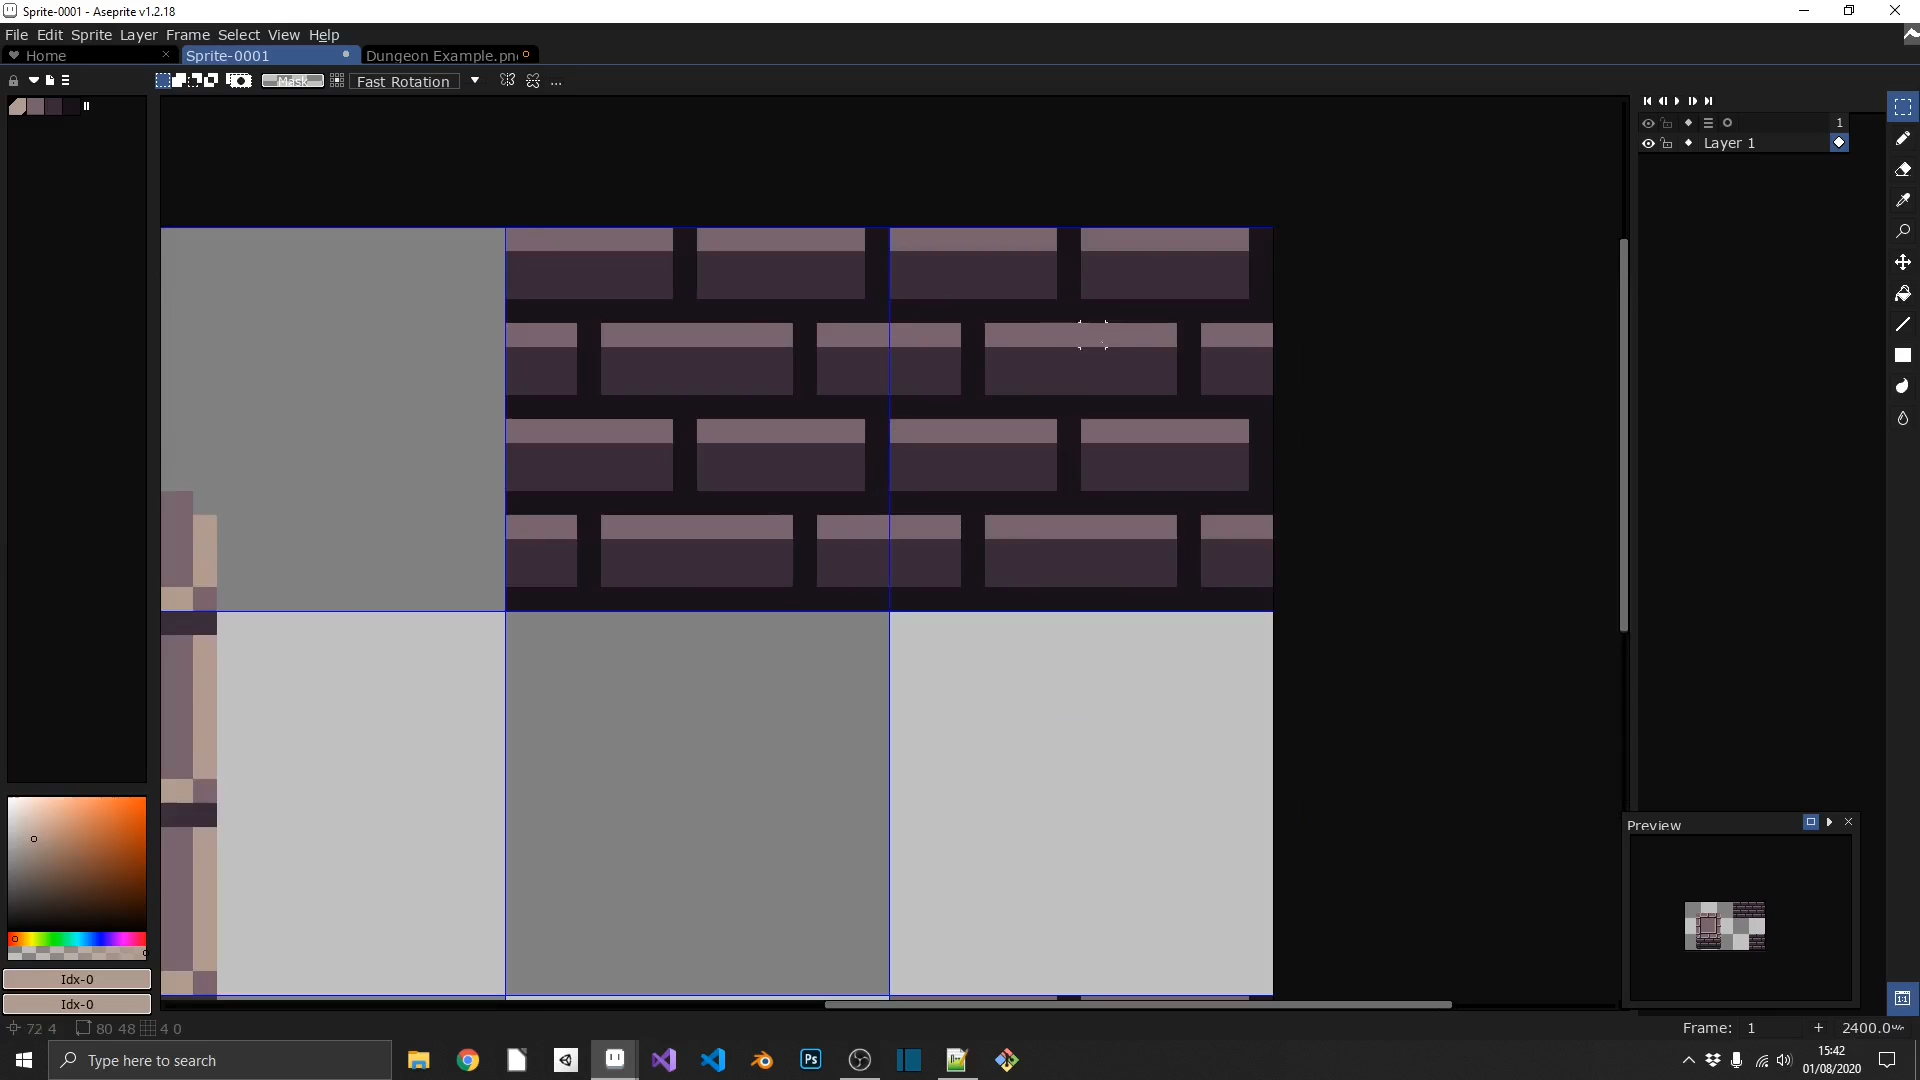 Sprite-0001 - Aseprite v1.2.18
File Edit Sprite Layer Frame Select View Help
Home Sprite-0001 Dungeon Example.pn
Mask Fast Rotation ...
1
Layer 1
Preview
Idx-0
Idx-0
72 4 80 48 4 0
Frame: 1 + 2400.0
Type here to search
Ps
15:42
01/08/2020